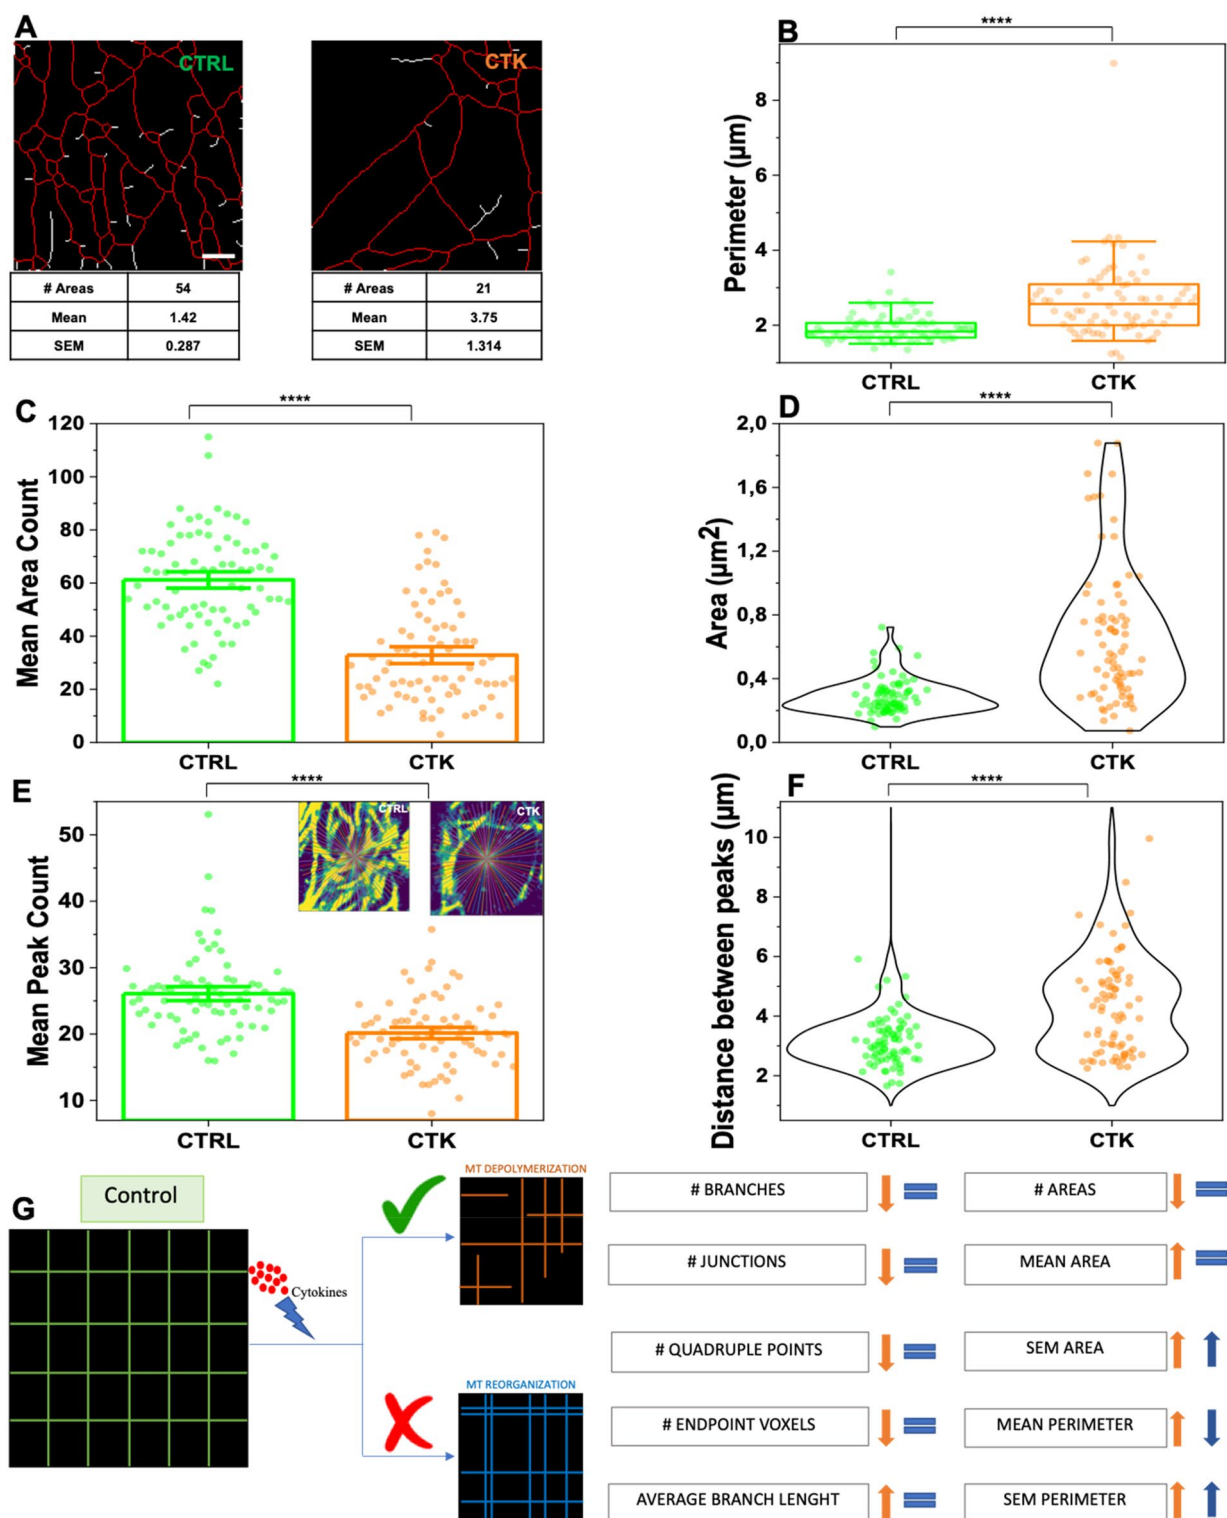 A
CTRL
CTK
# Areas 54
Mean 1.42
SEM 0.287
# Areas 21
Mean 3.75
SEM 1.314
B
****
Perimeter (µm)
8
6
4
2
CTRL CTK
C
****
Mean Area Count
120
100
80
60
40
20
0
CTRL CTK
D
****
Area (µm2)
2,0
1,6
1,2
0,8
0,4
0,0
CTRL CTK
E
****
Mean Peak Count
50
40
30
20
10
CTRL
CTK
CTRL CTK
F
****
Distance between peaks (µm)
10
8
6
4
2
CTRL CTK
G
Control
Cytokines
MT DEPOLYMERIZATION
MT REORGANIZATION
# BRANCHES
# JUNCTIONS
# QUADRUPLE POINTS
# ENDPOINT VOXELS
AVERAGE BRANCH LENGHT
# AREAS
MEAN AREA
SEM AREA
MEAN PERIMETER
SEM PERIMETER